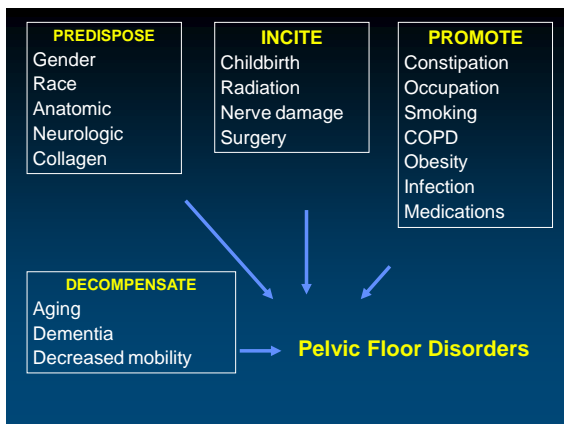 PREDISPOSE
Gender
Race
Anatomic
Neurologic
Collagen
INCITE
Childbirth
Radiation
Nerve damage
Surgery
PROMOTE
Constipation
Occupation
Smoking
COPD
Obesity
Infection
Medications
DECOMPENSATE
Aging
Dementia
Decreased mobility
Pelvic Floor Disorders